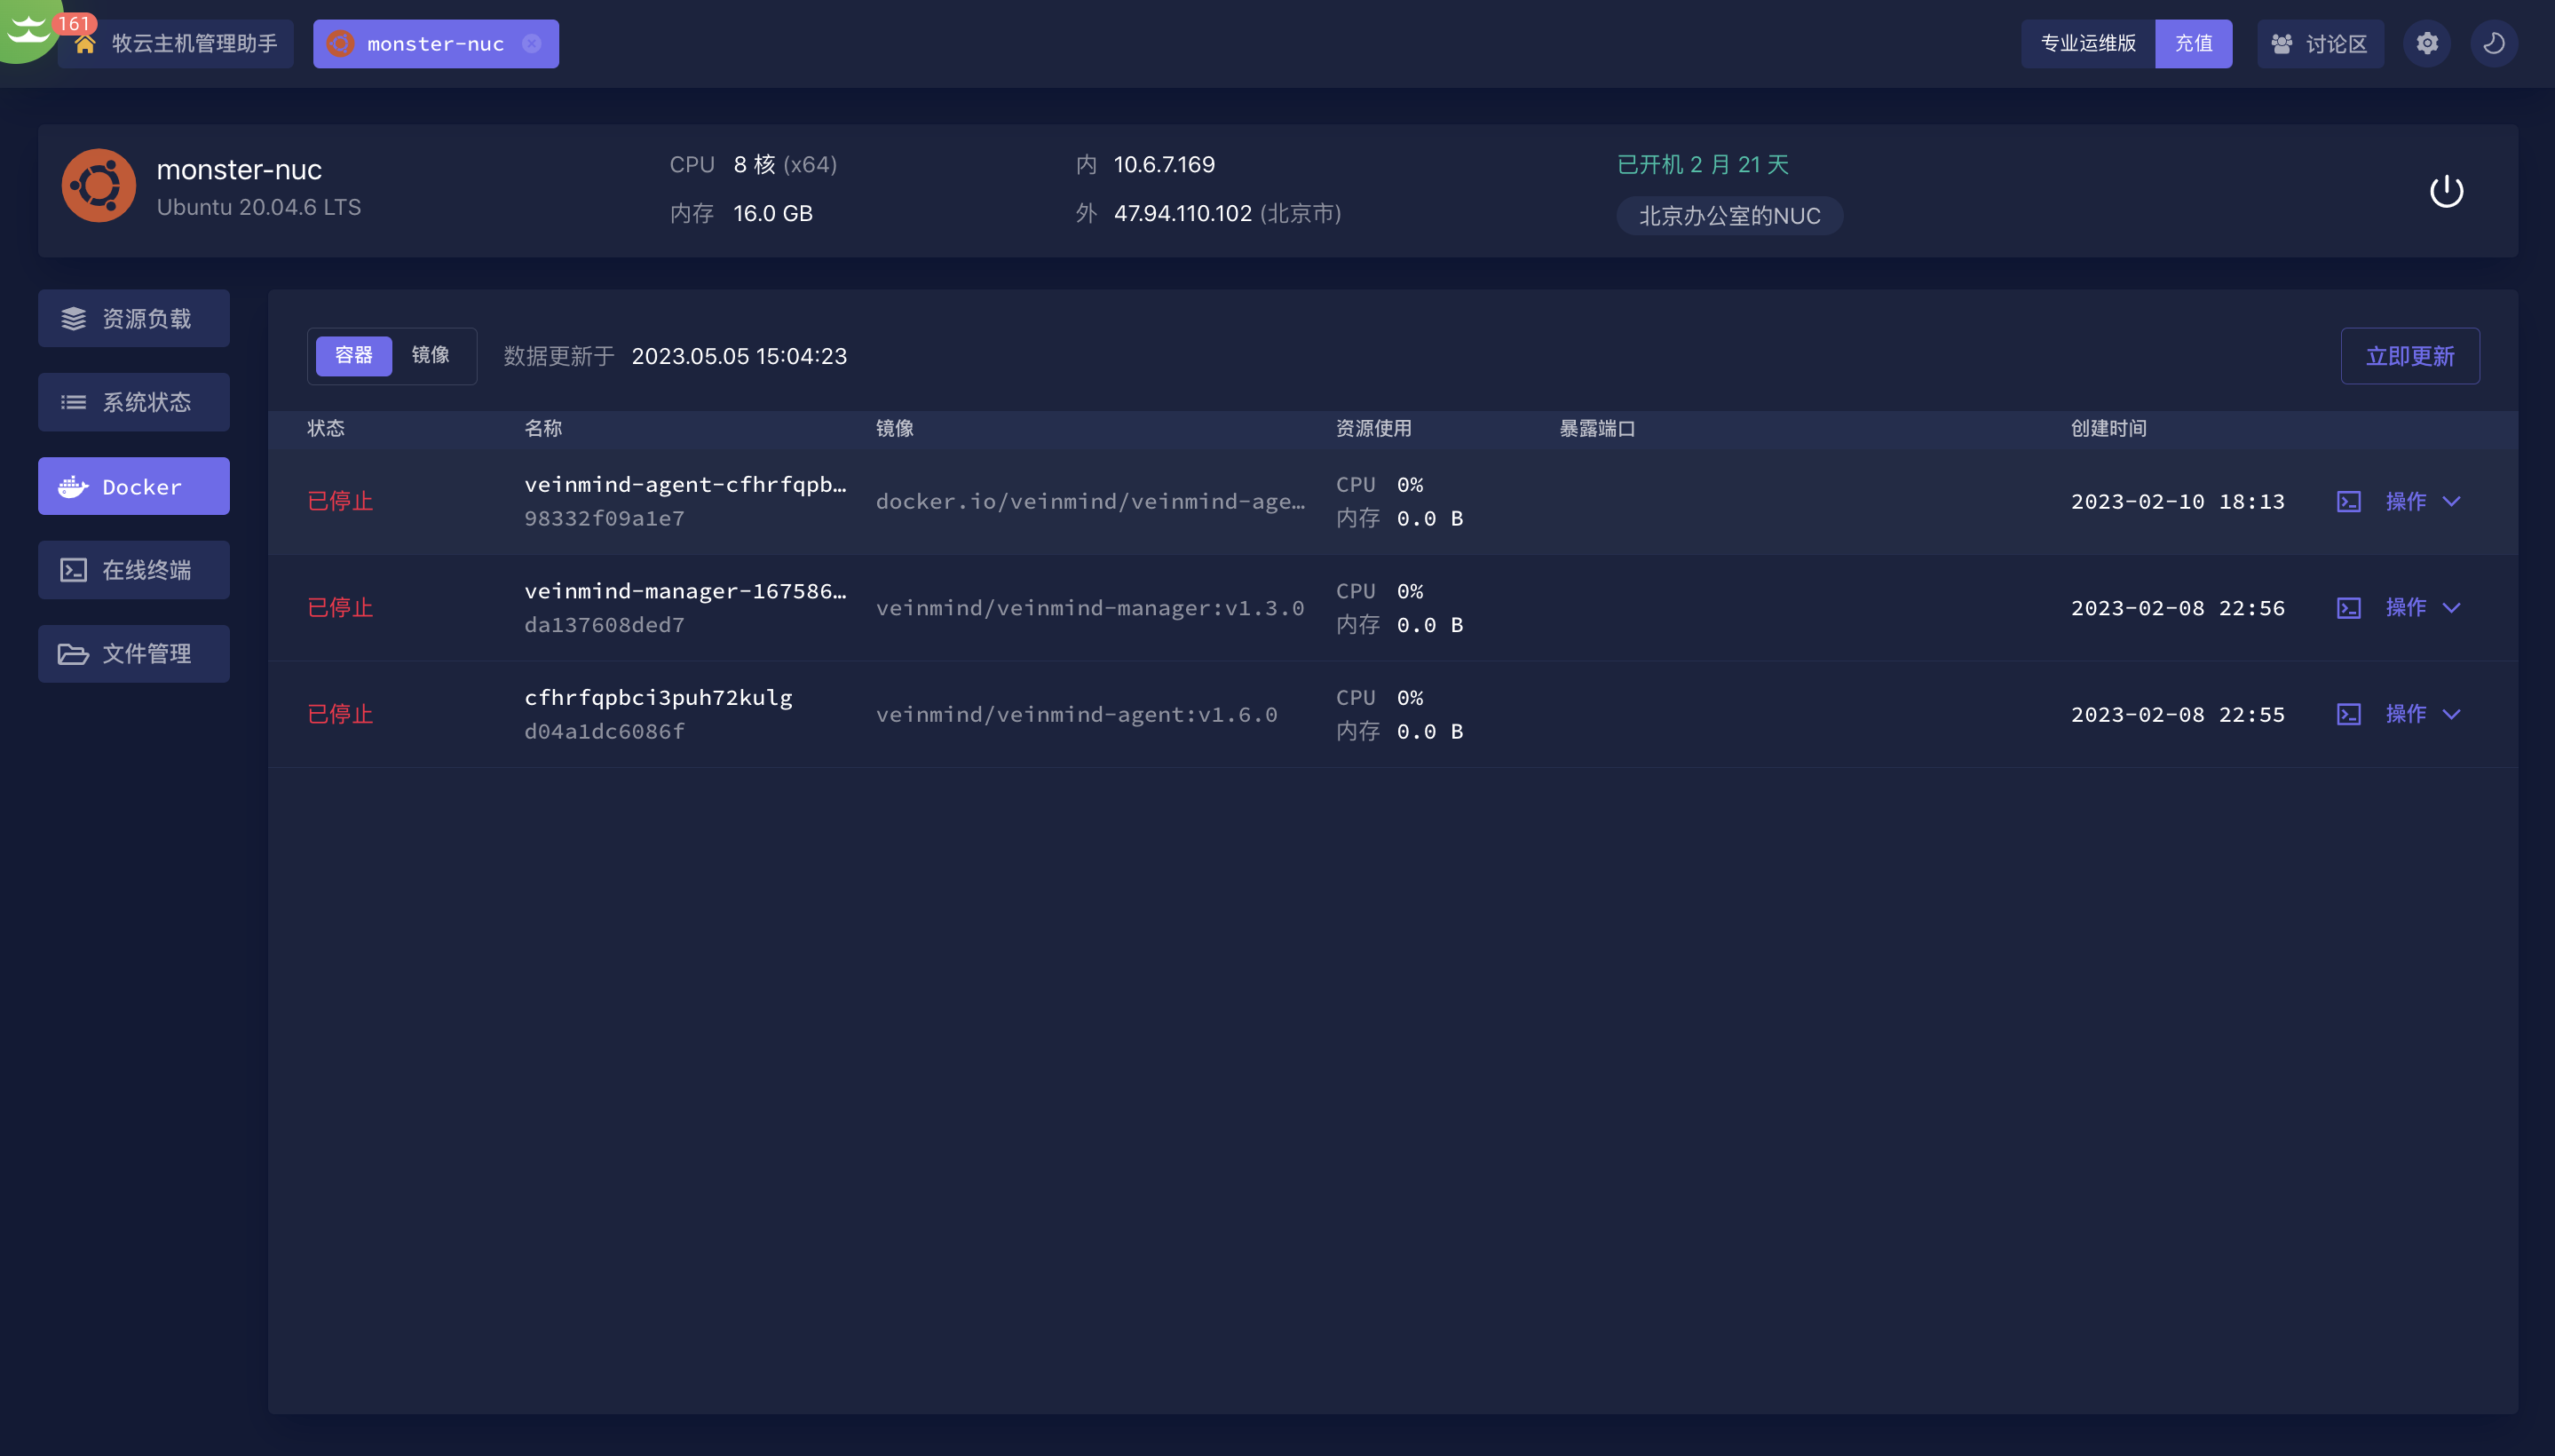 161
牧云主机管理助手
monster-nuc
专业运维版
充值
讨论区
monster-nuc
Ubuntu 20.04.6 LTS
CPU 8 核 (x64)
内存 16.0 GB
内 10.6.7.169
外 47.94.110.102 (北京市)
已开机 2 月 21 天
北京办公室的NUC
资源负载
系统状态
Docker
在线终端
文件管理
容器
镜像
数据更新于 2023.05.05 15:04:23
立即更新
状态 名称 镜像 资源使用 暴露端口 创建时间
已停止
veinmind-agent-cfhrfqpb…
98332f09a1e7
docker.io/veinmind/veinmind-age…
CPU 0%
内存 0.0 B
2023-02-10 18:13
操作
已停止
veinmind-manager-167586…
da137608ded7
veinmind/veinmind-manager:v1.3.0
CPU 0%
内存 0.0 B
2023-02-08 22:56
操作
已停止
cfhrfqpbci3puh72kulg
d04a1dc6086f
veinmind/veinmind-agent:v1.6.0
CPU 0%
内存 0.0 B
2023-02-08 22:55
操作